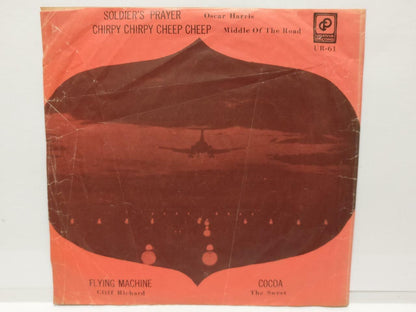 SOLDIER'S PRAYER Oscar Harris
CHIRPY CHIRPY CHEEP CHEEP Middle Of The Road
UR-61
FLYING MACHINE
Cliff Richard
COCOA
The Sweet